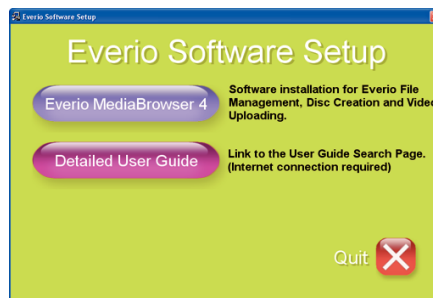 Everio Software Setup
Everio Software Setup
Everio MediaBrowser 4
Software installation for Everio File
Management, Disc Creation and Video
Uploading.
Detailed User Guide
Link to the User Guide Search Page.
(Internet connection required)
Quit